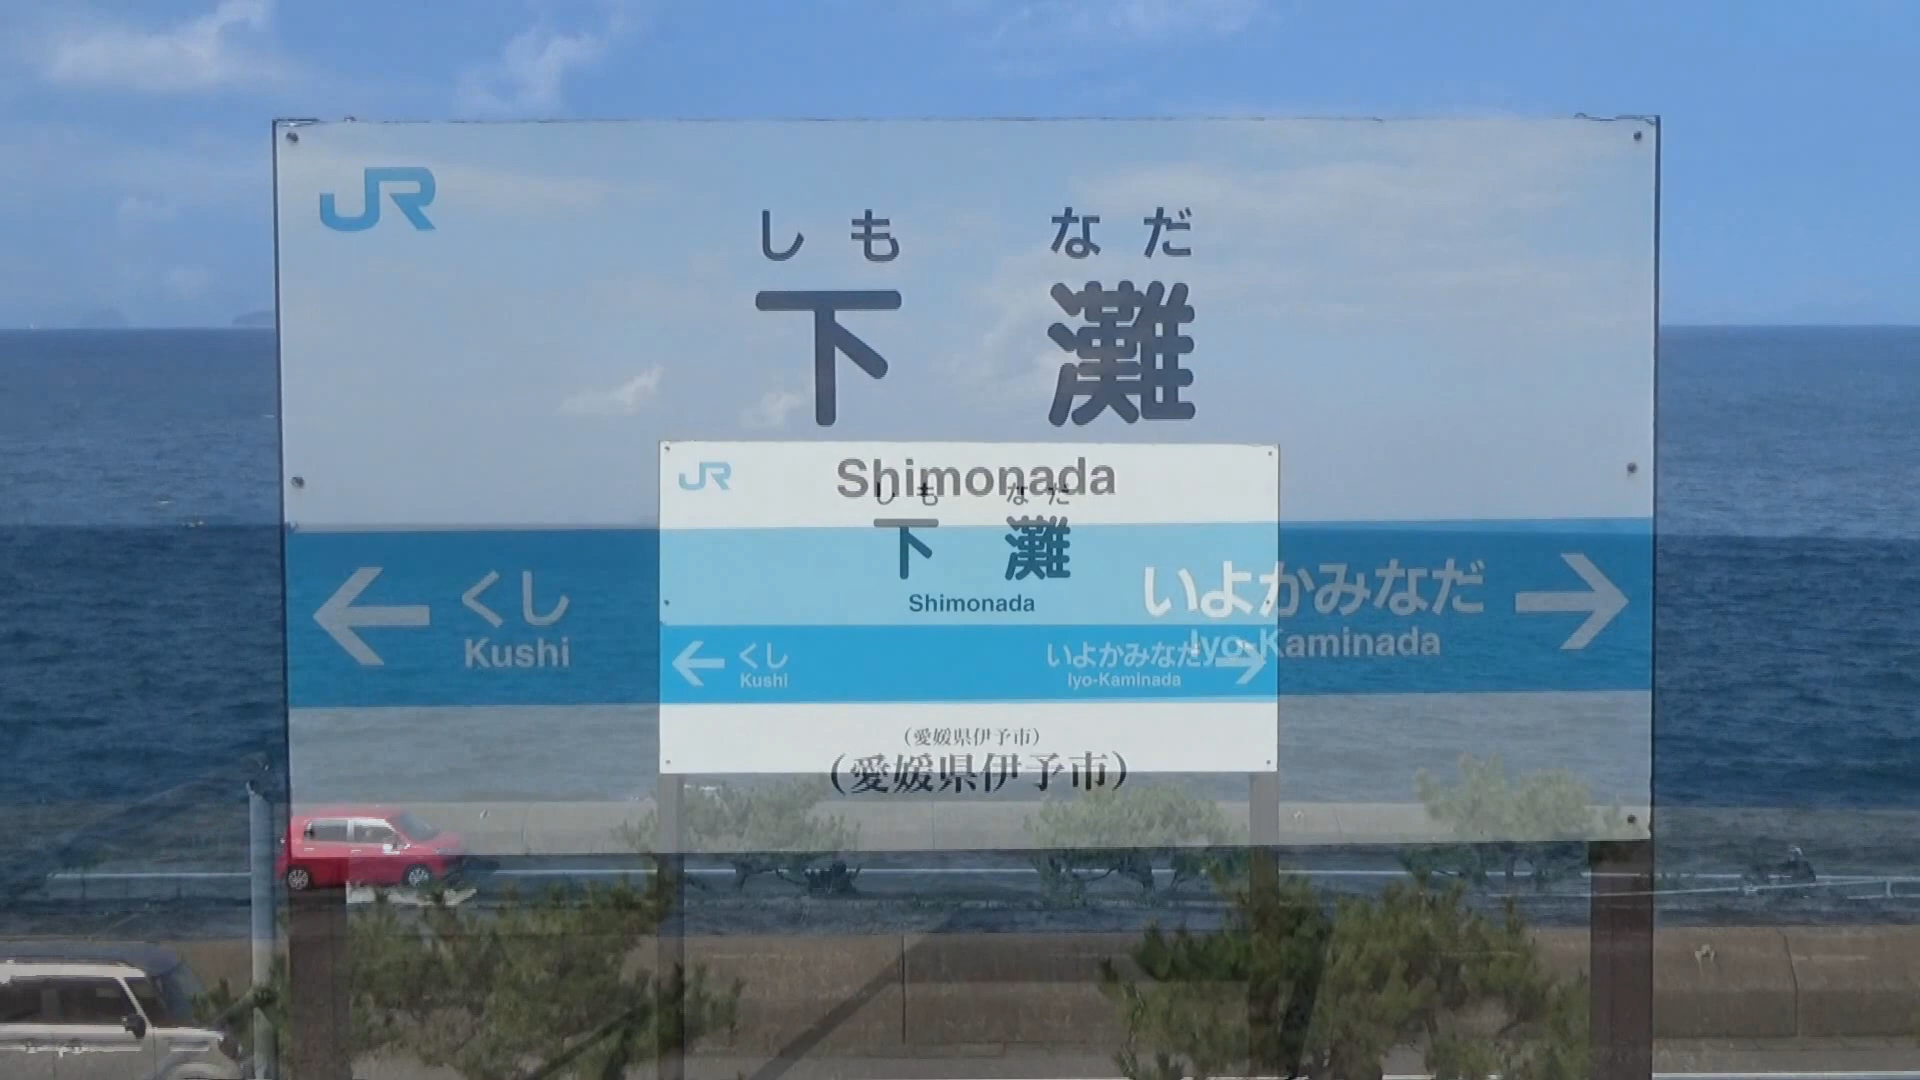 JR
しも なだ
下 灘
Shimonada
← くし
Kushi
いよかみなだ →
Iyo-Kaminada
(愛媛県伊予市)
JR
しも なだ
下 灘
Shimonada
← くし
Kushi
いよかみなだ →
Iyo-Kaminada
(愛媛県伊予市)